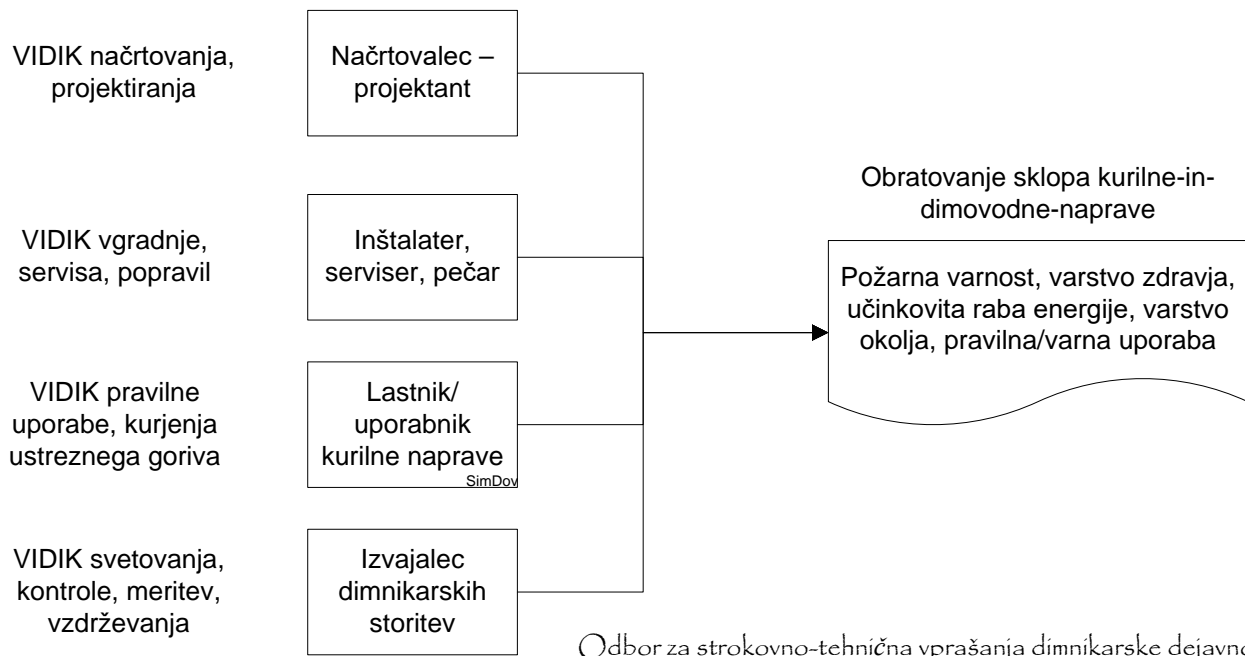 VIDIK načrtovanja,
projektiranja
Načrtovalec –
projektant
VIDIK vgradnje,
servisa, popravil
Inštalater,
serviser, pečar
VIDIK pravilne
uporabe, kurjenja
ustreznega goriva
Lastnik/
uporabnik
kurilne naprave
SimDov
VIDIK svetovanja,
kontrole, meritev,
vzdrževanja
Izvajalec
dimnikarskih
storitev
Obratovanje sklopa kurilne-in-
dimovodne-naprave
Požarna varnost, varstvo zdravja,
učinkovita raba energije, varstvo
okolja, pravilna/varna uporaba
Odbor za strokovno-tehnična vprašanja dimnikarske